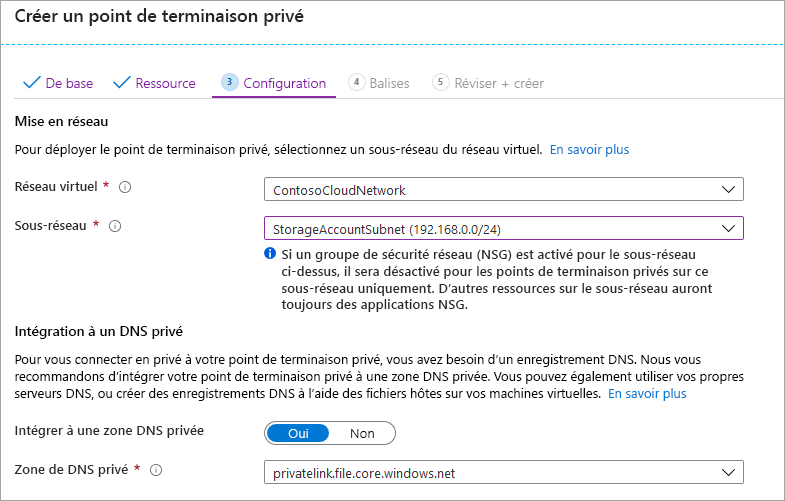 Créer un point de terminaison privé
De base
Ressource
3 Configuration
4 Balises
5 Réviser + créer
Mise en réseau
Pour déployer le point de terminaison privé, sélectionnez un sous-réseau du réseau virtuel. En savoir plus
Réseau virtuel *
ContosoCloudNetwork
Sous-réseau *
StorageAccountSubnet (192.168.0.0/24)
Si un groupe de sécurité réseau (NSG) est activé pour le sous-réseau
ci-dessus, il sera désactivé pour les points de terminaison privés sur ce
sous-réseau uniquement. D'autres ressources sur le sous-réseau auront
toujours des applications NSG.
Intégration à un DNS privé
Pour vous connecter en privé à votre point de terminaison privé, vous avez besoin d'un enregistrement DNS. Nous vous
recommandons d'intégrer votre point de terminaison privé à une zone DNS privée. Vous pouvez également utiliser vos propres
serveurs DNS, ou créer des enregistrements DNS à l'aide des fichiers hôtes sur vos machines virtuelles. En savoir plus
Intégrer à une zone DNS privée
Oui
Non
Zone de DNS privé *
privatelink.file.core.windows.net